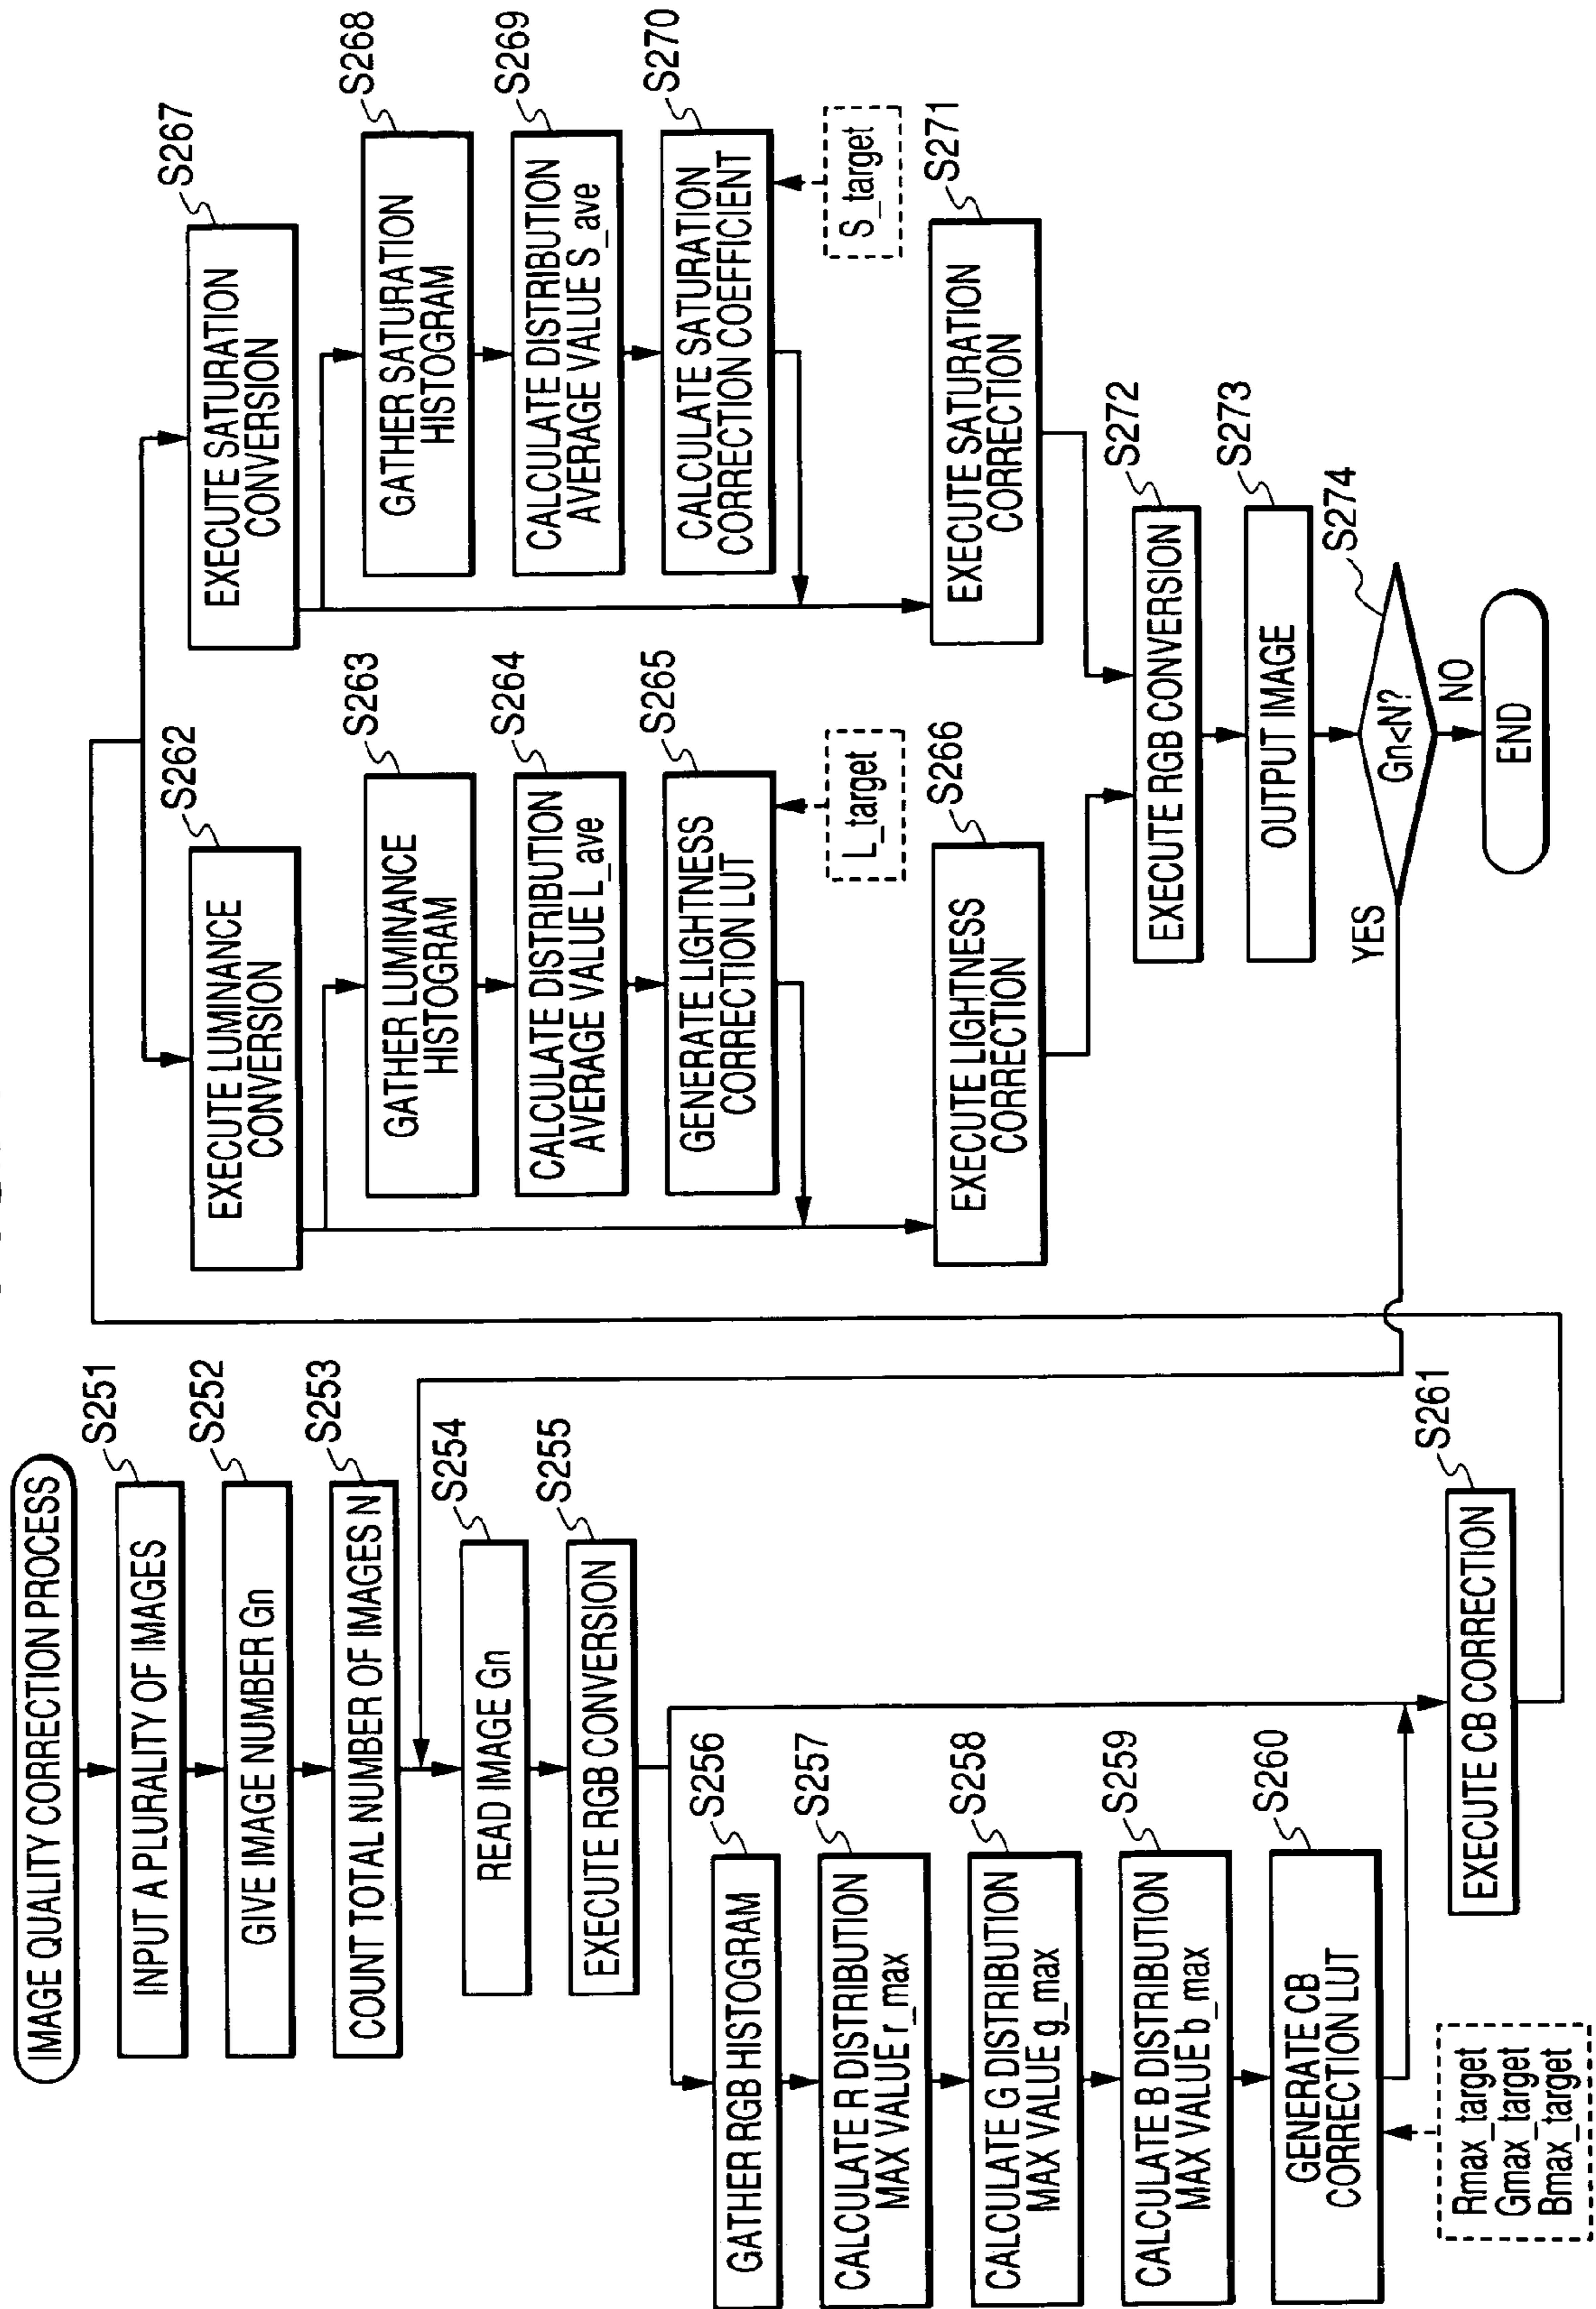 IMAGE QUALITY CORRECTION PROCESS
S251
INPUT A PLURALITY OF IMAGES
S252
GIVE IMAGE NUMBER Gn
S253
COUNT TOTAL NUMBER OF IMAGES N
S254
READ IMAGE Gn
S255
EXECUTE RGB CONVERSION
S256
GATHER RGB HISTOGRAM
S257
CALCULATE R DISTRIBUTION
MAX VALUE r_max
S258
CALCULATE G DISTRIBUTION
MAX VALUE g_max
S259
CALCULATE B DISTRIBUTION
MAX VALUE b_max
S260
GENERATE CB
CORRECTION LUT
Rmax_target
Gmax_target
Bmax_target
S261
EXECUTE CB CORRECTION
S262
EXECUTE LUMINANCE
CONVERSION
S263
GATHER LUMINANCE
HISTOGRAM
S264
CALCULATE DISTRIBUTION
AVERAGE VALUE L_ave
S265
GENERATE LIGHTNESS
CORRECTION LUT
L_target
S266
EXECUTE LIGHTNESS
CORRECTION
S267
EXECUTE SATURATION
CONVERSION
S268
GATHER SATURATION
HISTOGRAM
S269
CALCULATE DISTRIBUTION
AVERAGE VALUE S_ave
S270
CALCULATE SATURATION
CORRECTION COEFFICIENT
S_target
S271
EXECUTE SATURATION
CORRECTION
S272
EXECUTE RGB CONVERSION
S273
OUTPUT IMAGE
S274
Gn<N?
YES
NO
END